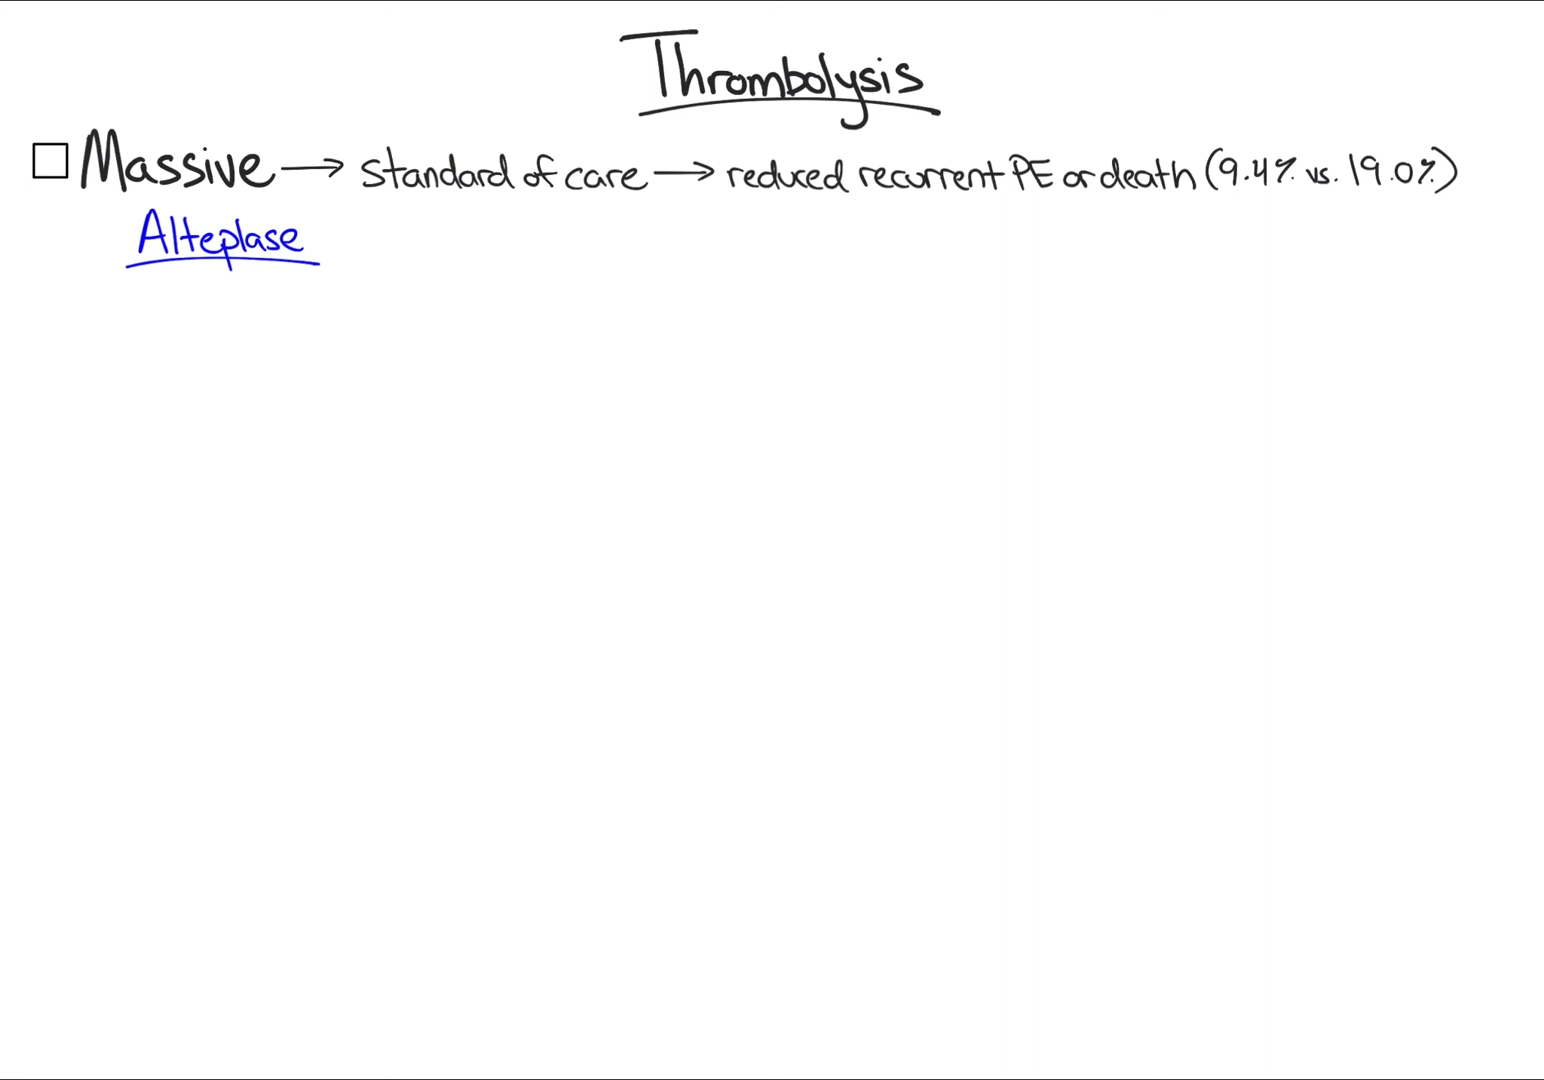 Thrombolysis
□ Massive → standard of care → reduced recurrent PE or death (9.4% vs. 19.0%)
Alteplase